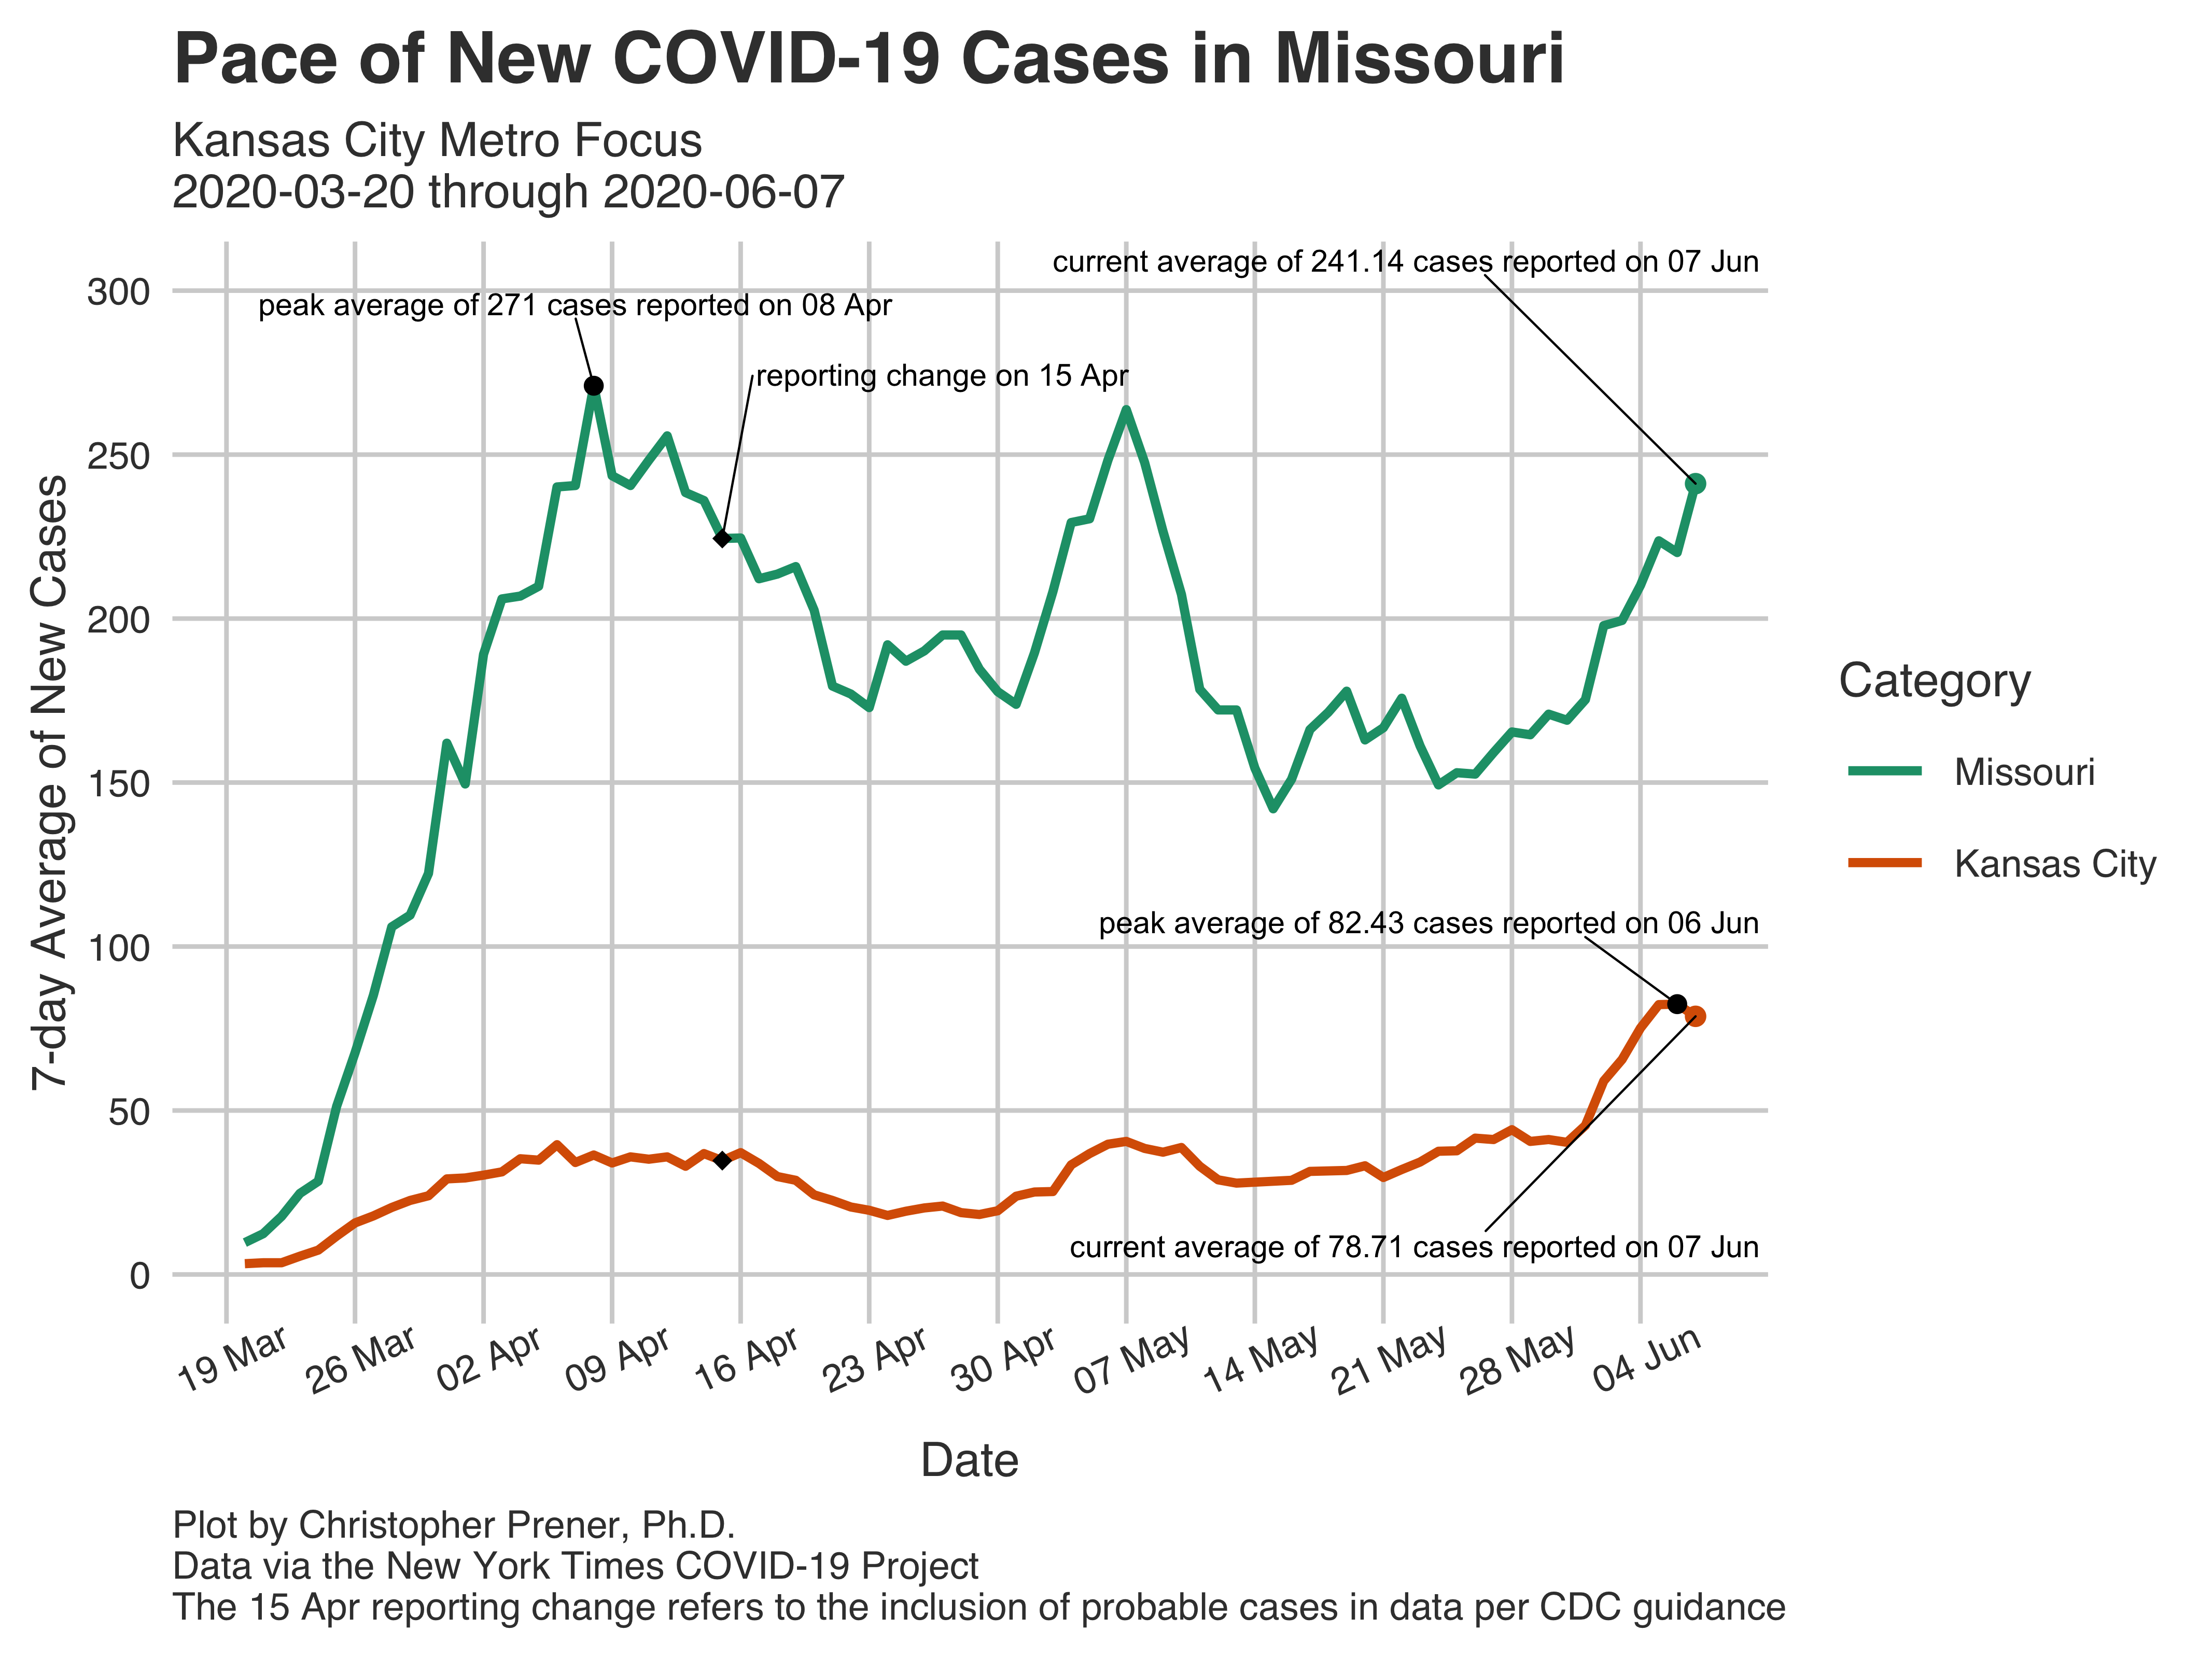 Pace of New COVID-19 Cases in Missouri
Kansas City Metro Focus
2020-03-20 through 2020-06-07
current average of 241.14 cases reported on 07 Jun
peak average of 271 cases reported on 08 Apr
reporting change on 15 Apr
peak average of 82.43 cases reported on 06 Jun
current average of 78.71 cases reported on 07 Jun
7-day Average of New Cases
300
250
200
150
100
50
0
19 Mar
26 Mar
02 Apr
09 Apr
16 Apr
23 Apr
30 Apr
07 May
14 May
21 May
28 May
04 Jun
Date
Category
Missouri
Kansas City
Plot by Christopher Prener, Ph.D.
Data via the New York Times COVID-19 Project
The 15 Apr reporting change refers to the inclusion of probable cases in data per CDC guidance